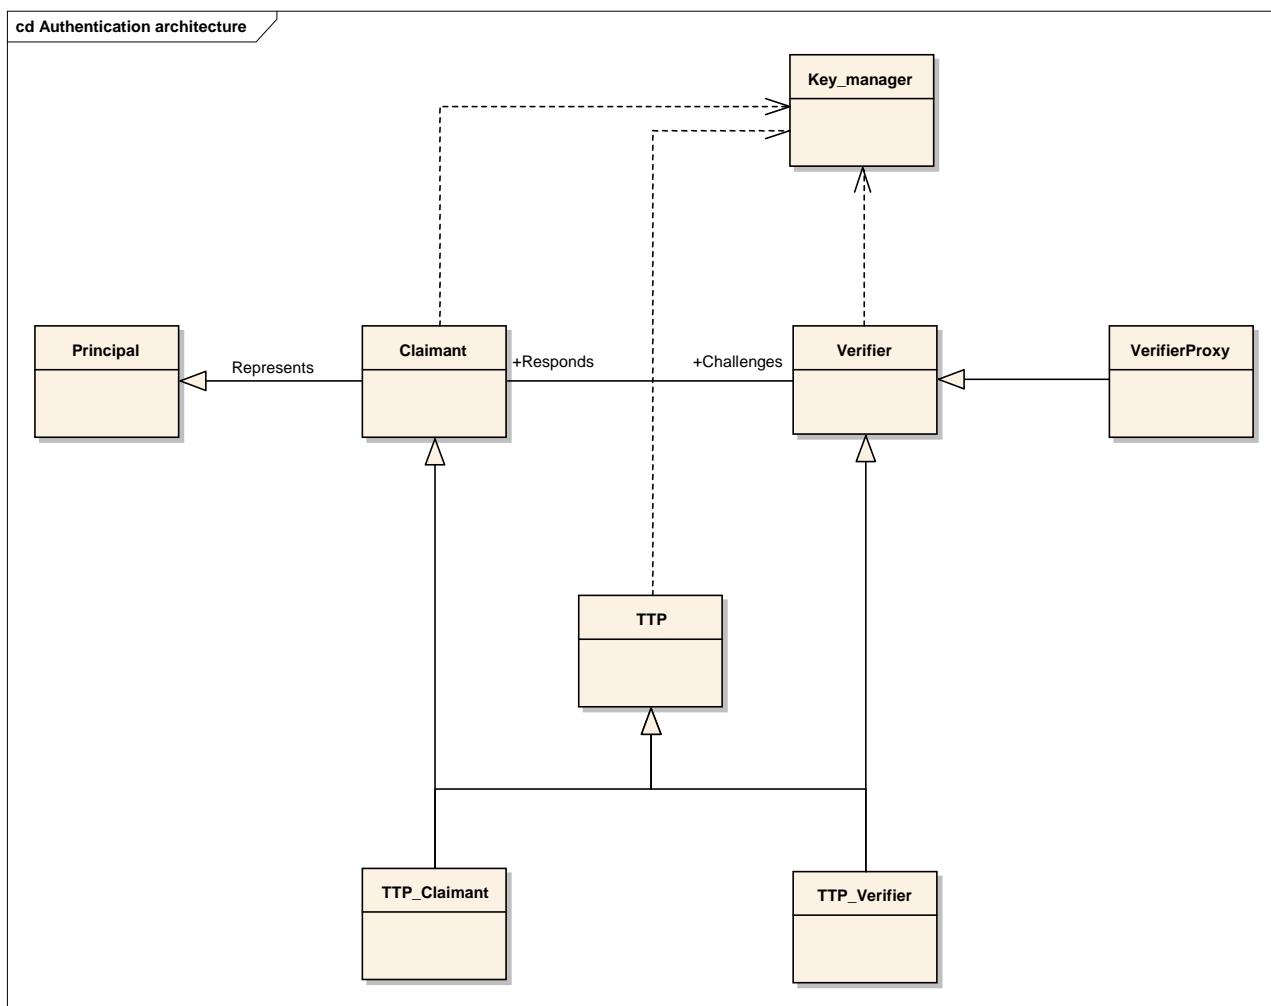 cd Authentication architecture
Key_manager
Principal
Claimant
Verifier
VerifierProxy
Represents
+Responds
+Challenges
TTP
TTP_Claimant
TTP_Verifier